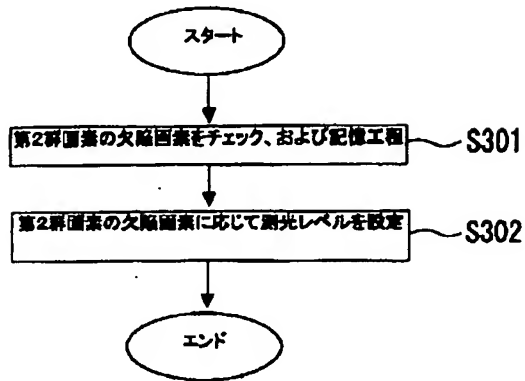 スタート
第2群画素の欠陥画素をチェック、および記憶工程
S301
第2群画素の欠陥画素に応じて測光レベルを設定
S302
エンド